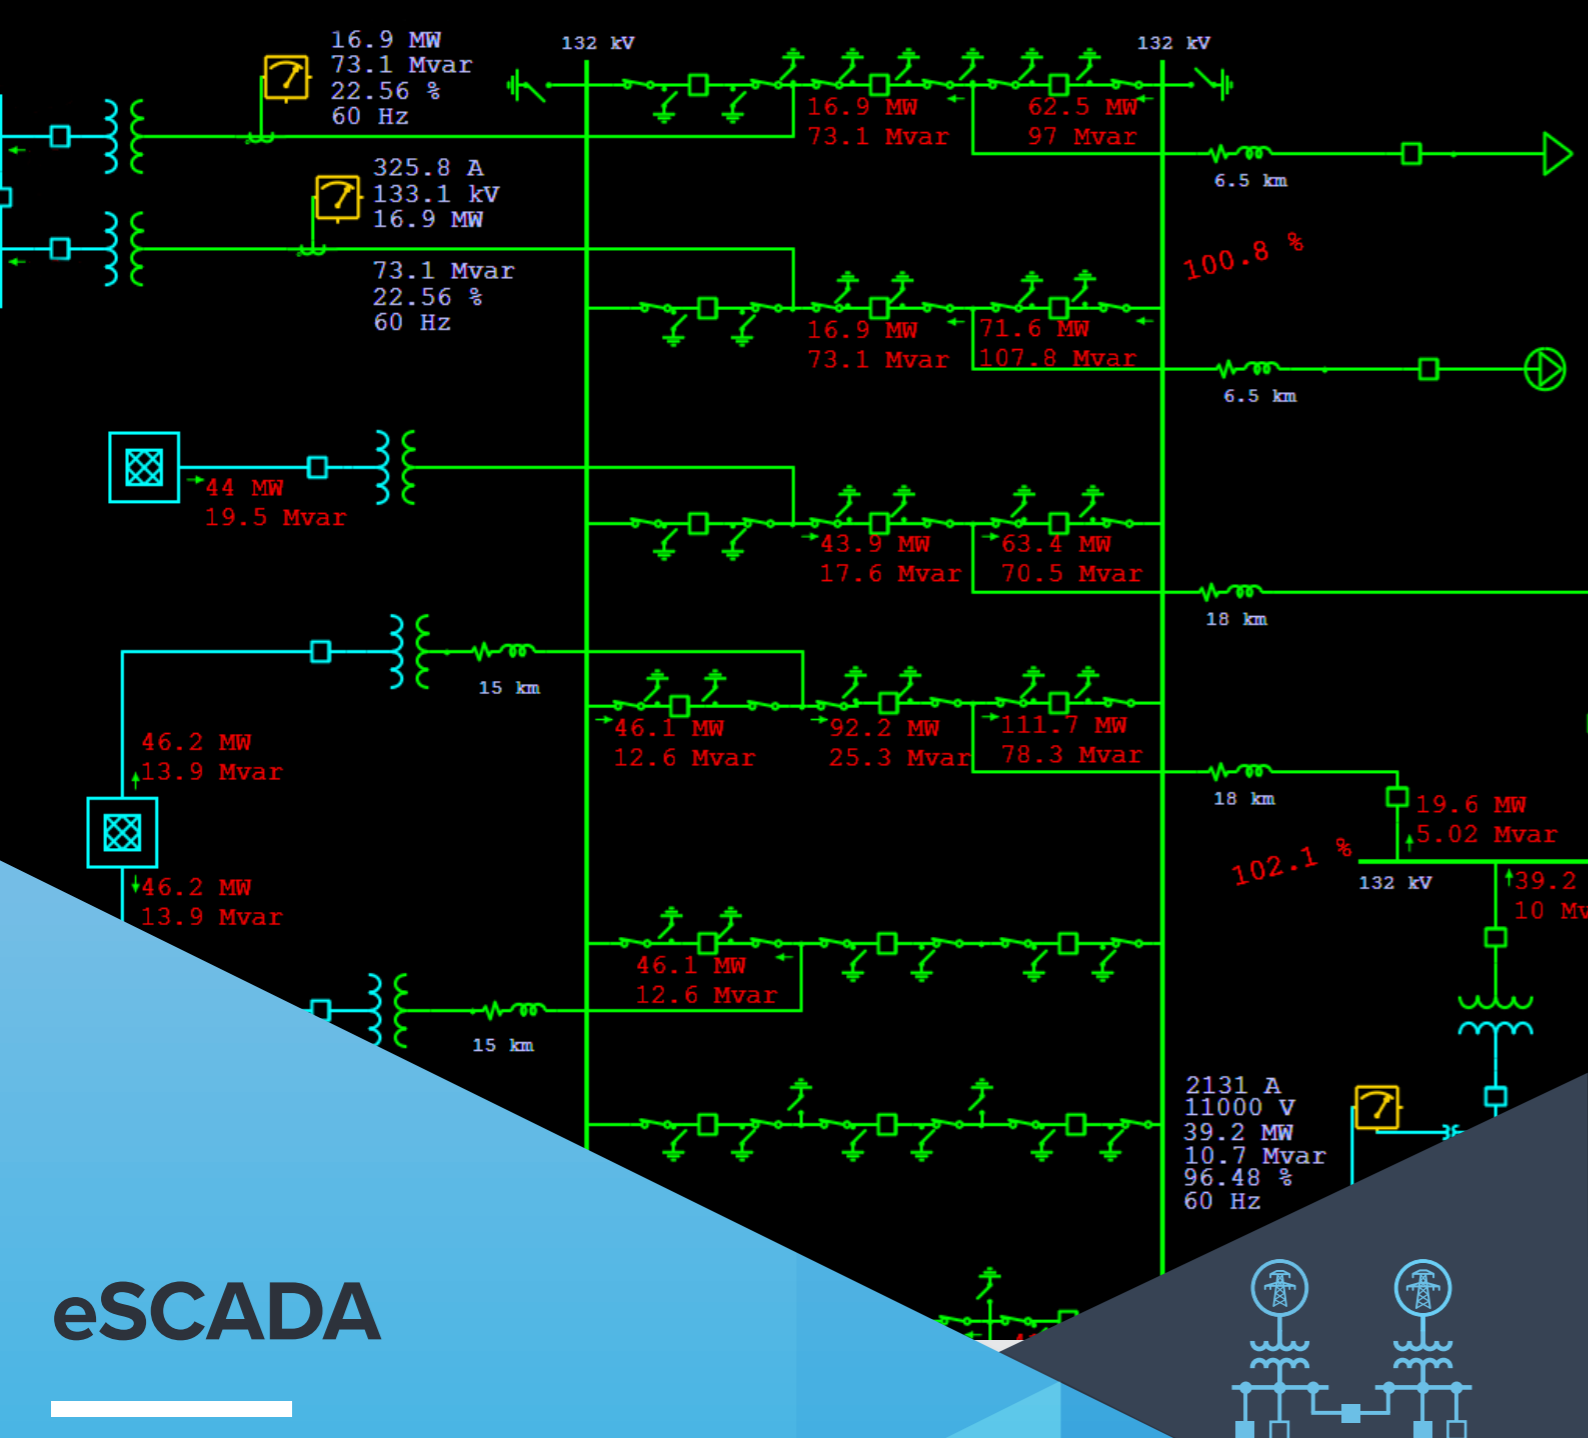 16.9 MW
73.1 Mvar
22.56 %
60 Hz
132 kV
132 kV
16.9 MW
73.1 Mvar
62.5 MW
97 Mvar
6.5 km
325.8 A
133.1 kV
16.9 MW
73.1 Mvar
22.56 %
60 Hz
100.8 %
16.9 MW
73.1 Mvar
71.6 MW
107.8 Mvar
6.5 km
44 MW
19.5 Mvar
43.9 MW
17.6 Mvar
63.4 MW
70.5 Mvar
18 km
15 km
46.1 MW
12.6 Mvar
92.2 MW
25.3 Mvar
111.7 MW
78.3 Mvar
18 km
46.2 MW
13.9 Mvar
19.6 MW
5.02 Mvar
102.1 %
132 kV
39.2
10
46.2 MW
13.9 Mvar
46.1 MW
12.6 Mvar
15 km
2131 A
11000 V
39.2 MW
10.7 Mvar
96.48 %
60 Hz
eSCADA